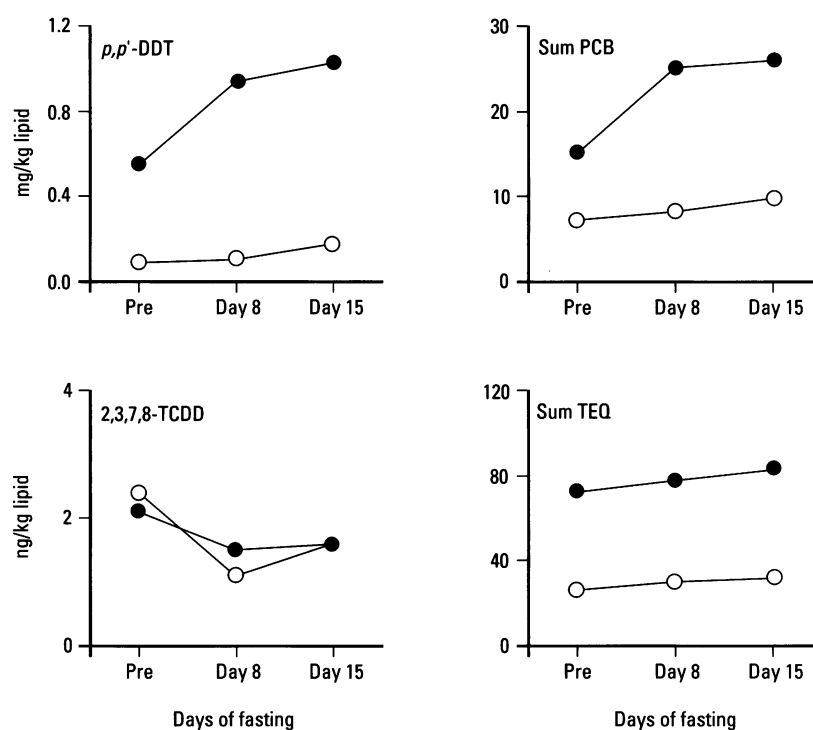 p,p'-DDT
mg/kg lipid
1.2
0.8
0.4
0.0
Pre Day 8 Day 15
Sum PCB
30
20
10
0
Pre Day 8 Day 15
2,3,7,8-TCDD
ng/kg lipid
4
2
0
Pre Day 8 Day 15
Days of fasting
Sum TEQ
120
80
40
0
Pre Day 8 Day 15
Days of fasting